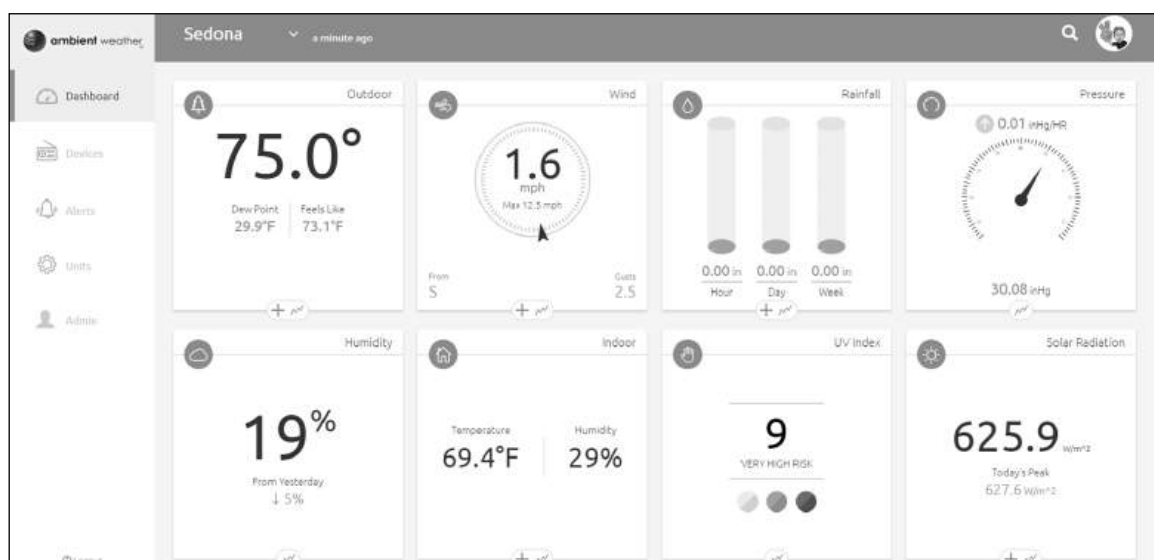 ambient weather
Sedona
a minute ago
Dashboard
Devices
Alerts
Units
Admin
Outdoor
75.0°
Dew Point
29.9°F
Feels Like
73.1°F
Wind
1.6
mph
Max 12.5 mph
From
S
Gusts
2.5
Rainfall
0.00 in
Hour
0.00 in
Day
0.00 in
Week
Pressure
0.01 inHg/HR
30.08 inHg
Humidity
19%
From Yesterday
↓ 5%
Indoor
Temperature
69.4°F
Humidity
29%
UV Index
9
VERY HIGH RISK
Solar Radiation
625.9 W/m^2
Today's Peak
627.6 W/m^2